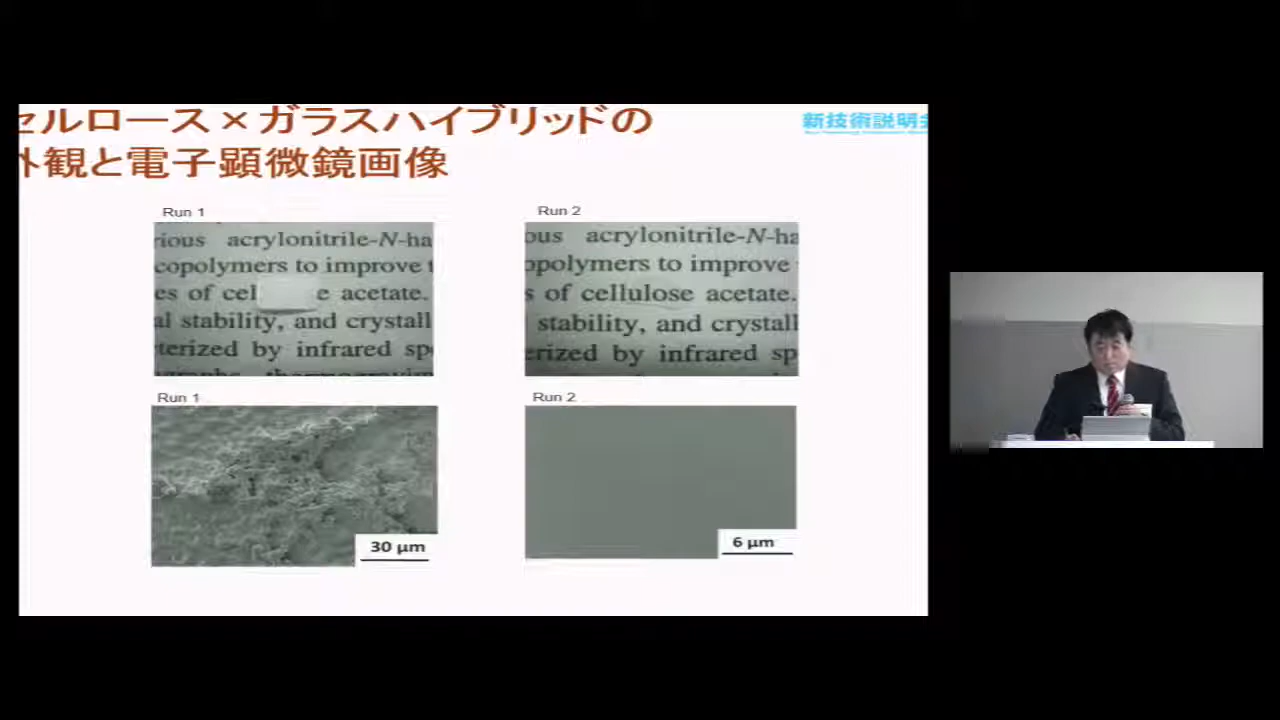 セルロース×ガラスハイブリッドの
外観と電子顕微鏡画像
新技術説明会
Run 1
rious acrylonitrile-N-ha
copolymers to improve t
es of cel e acetate.
al stability, and crystall
terized by infrared sp
Run 2
ous acrylonitrile-N-ha
opolymers to improve
s of cellulose acetate.
stability, and crystall
erized by infrared sp
Run 1
30 μm
Run 2
6 μm